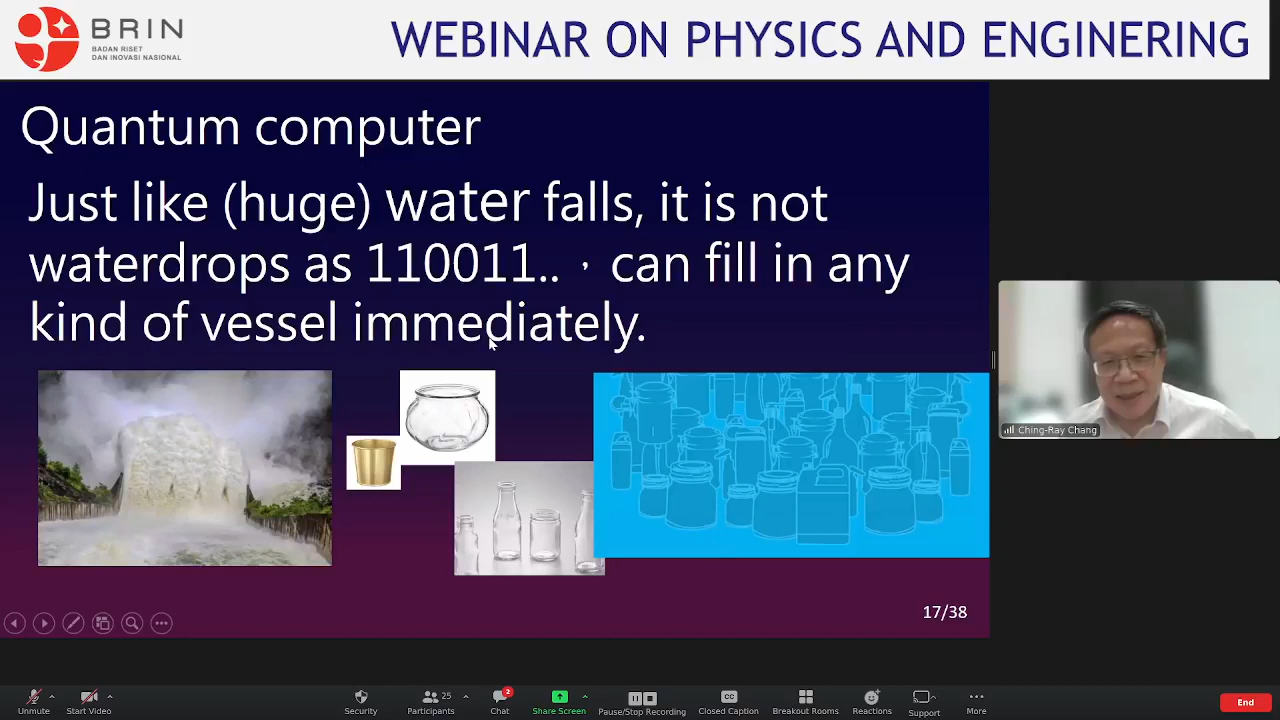 BRIN
BADAN RISET
DAN INOVASI NASIONAL
WEBINAR ON PHYSICS AND ENGINERING
Quantum computer
Just like (huge) water falls, it is not
waterdrops as 110011..，can fill in any
kind of vessel immediately.
17/38
Ching-Ray Chang
Unmute
Start Video
Security
25
Participants
2
Chat
Share Screen
Pause/Stop Recording
CC
Closed Caption
Breakout Rooms
Reactions
Support
More
End